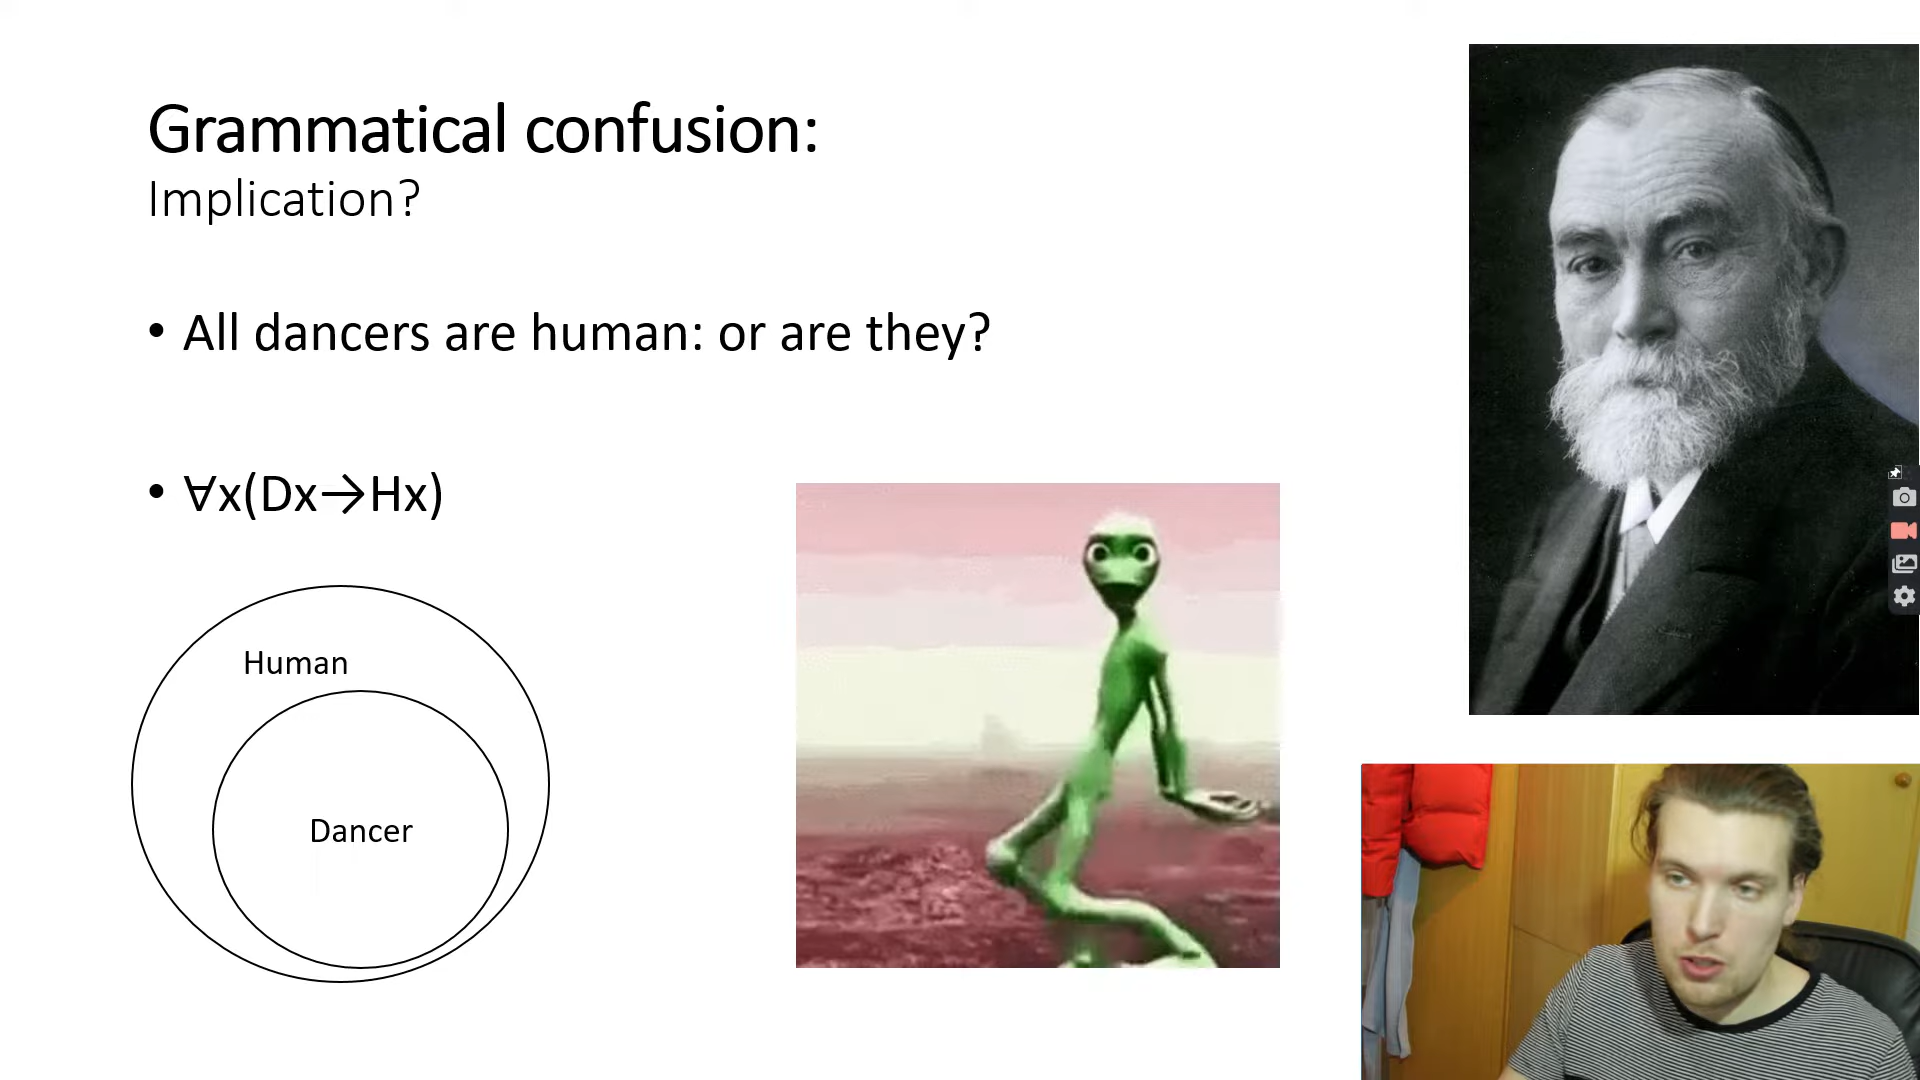 Grammatical confusion:
Implication?
• All dancers are human: or are they?
• ∀x(Dx→Hx)
Human
Dancer